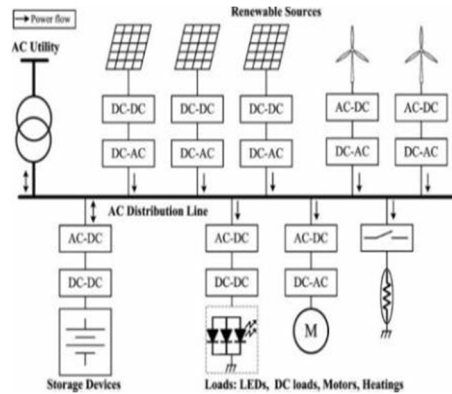 Power flow
Renewable Sources
AC Utility
DC-DC DC-DC DC-DC AC-DC AC-DC
DC-AC DC-AC DC-AC DC-AC DC-AC
AC Distribution Line
AC-DC AC-DC AC-DC
DC-DC DC-DC DC-AC
M
Storage Devices Loads: LEDs, DC loads, Motors, Heatings